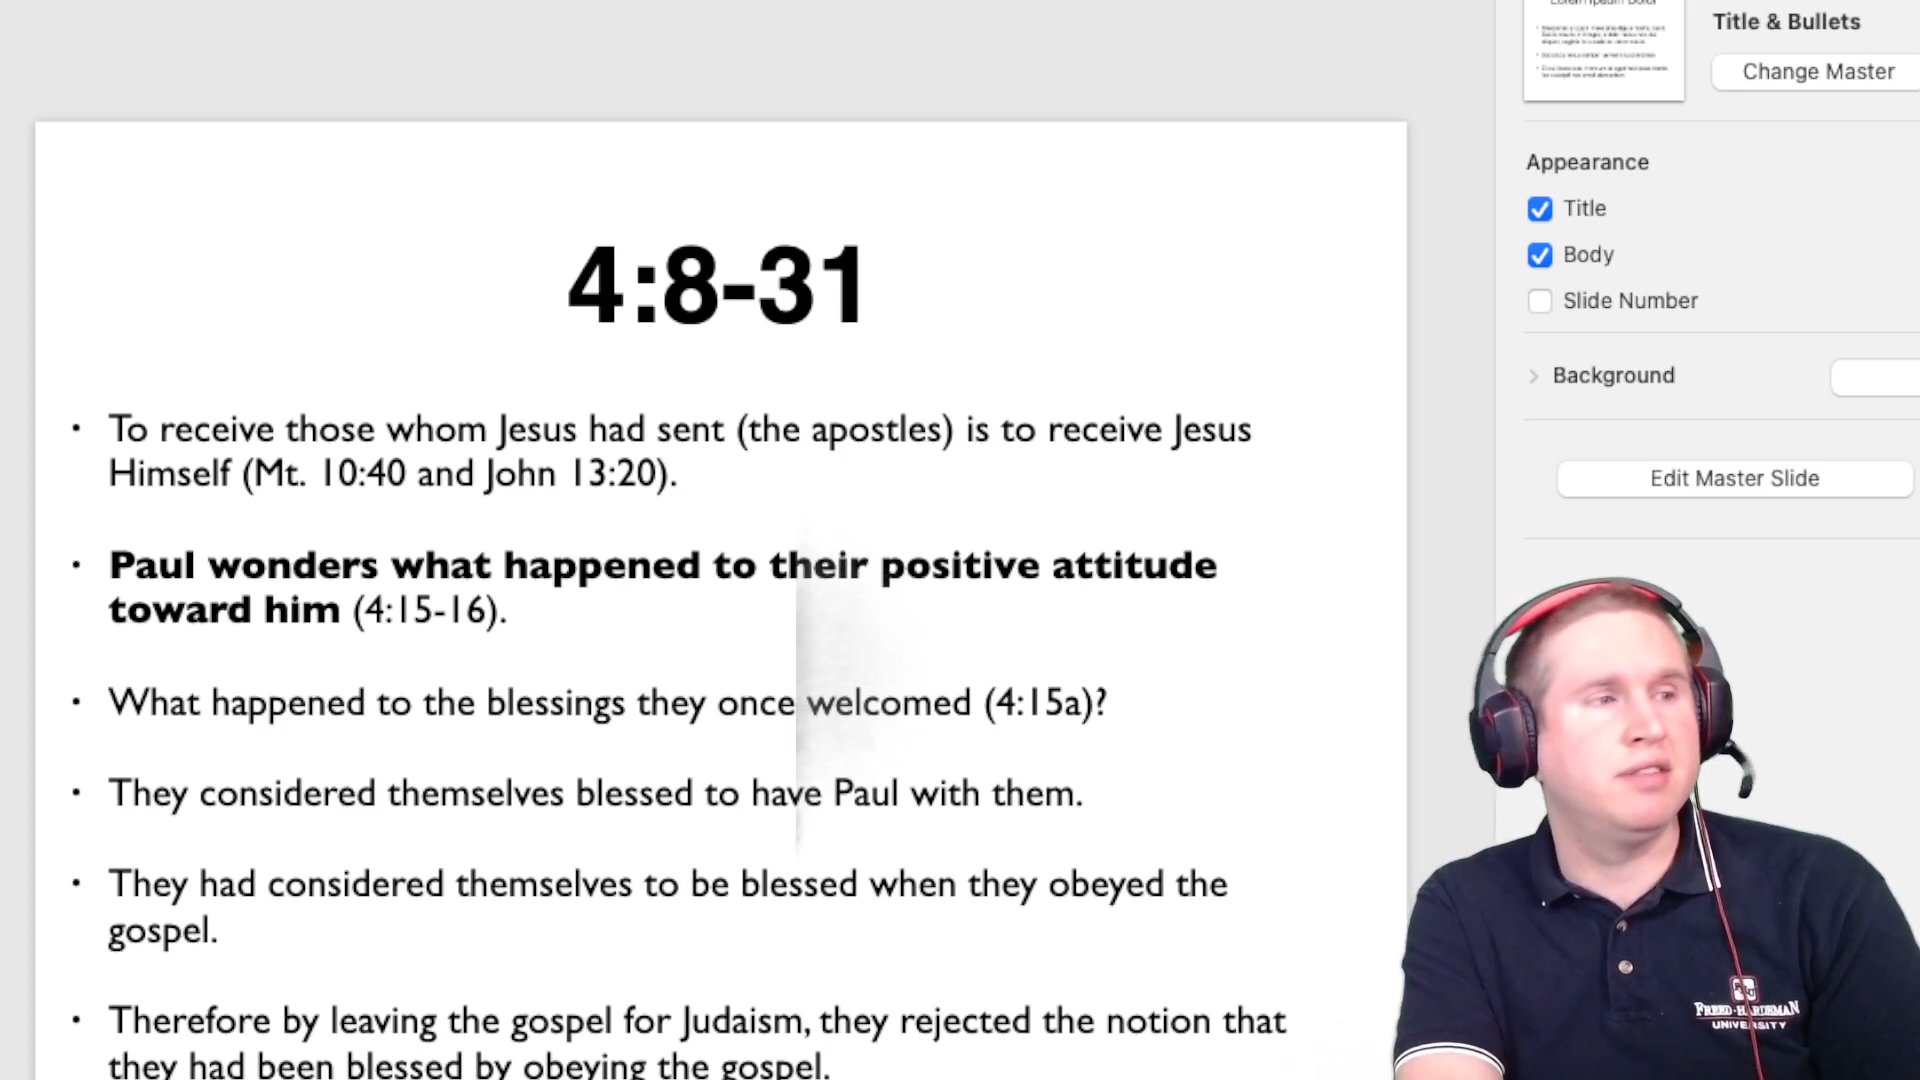 Title & Bullets
Change Master
Appearance
Title
Body
Slide Number
Background
Edit Master Slide
4:8-31
• To receive those whom Jesus had sent (the apostles) is to receive Jesus
Himself (Mt. 10:40 and John 13:20).
• Paul wonders what happened to their positive attitude
toward him (4:15-16).
• What happened to the blessings they once welcomed (4:15a)?
• They considered themselves blessed to have Paul with them.
• They had considered themselves to be blessed when they obeyed the
gospel.
• Therefore by leaving the gospel for Judaism, they rejected the notion that
they had been blessed by obeying the gospel.
FREED-HARDEMAN
UNIVERSITY